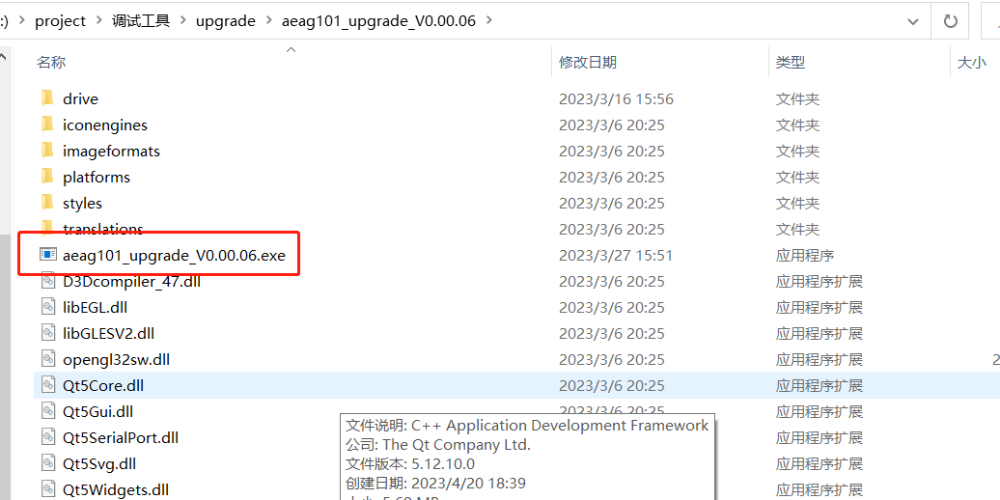 :) > project > 调试工具 > upgrade > aeag101_upgrade_V0.00.06 >
名称 修改日期 类型 大小
drive 2023/3/16 15:56 文件夹
iconengines 2023/3/6 20:25 文件夹
imageformats 2023/3/6 20:25 文件夹
platforms 2023/3/6 20:25 文件夹
styles 2023/3/6 20:25 文件夹
translations 2023/3/6 20:25 文件夹
aeag101_upgrade_V0.00.06.exe 2023/3/27 15:51 应用程序
D3Dcompiler_47.dll 2023/3/6 20:25 应用程序扩展
libEGL.dll 2023/3/6 20:25 应用程序扩展
libGLESV2.dll 2023/3/6 20:25 应用程序扩展
opengl32sw.dll 2023/3/6 20:25 应用程序扩展 2
Qt5Core.dll 2023/3/6 20:25 应用程序扩展
Qt5Gui.dll 2023/3/6 20:25 应用程序扩展
Qt5SerialPort.dll 应用程序扩展
Qt5Svg.dll 应用程序扩展
Qt5Widgets.dll 应用程序扩展
文件说明: C++ Application Development Framework
公司: The Qt Company Ltd.
文件版本: 5.12.10.0
创建日期: 2023/4/20 18:39